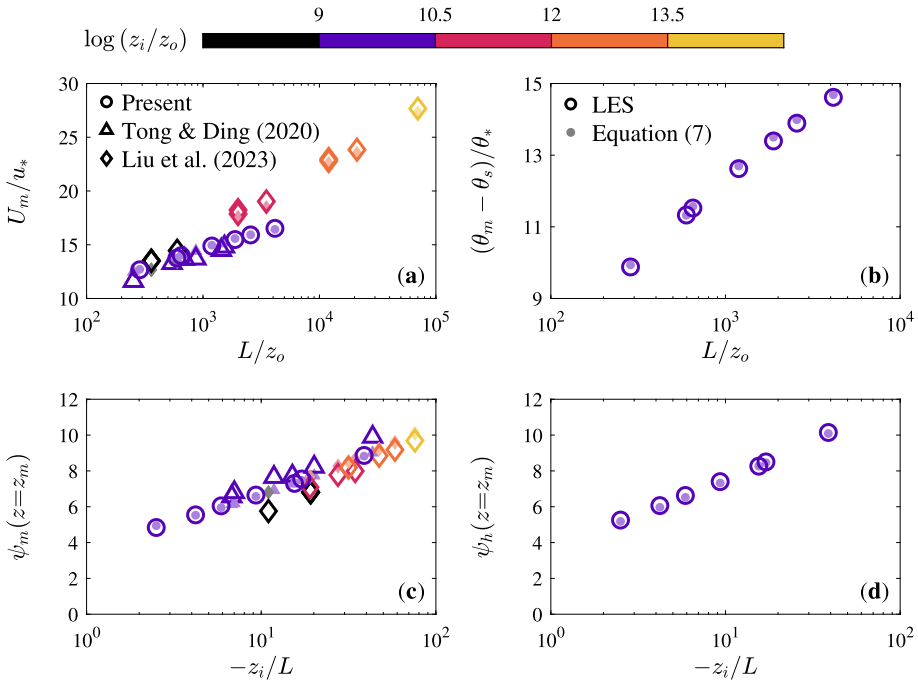 log (z_i/z_o)
9 10.5 12 13.5
30
25
20
15
10
U_m/u_*
Present
Tong & Ding (2020)
Liu et al. (2023)
(a)
10^2 10^3 10^4 10^5
L/z_o
15
13
11
9
(θ_m − θ_s)/θ_*
LES
Equation (7)
(b)
10^2 10^3 10^4
L/z_o
12
10
8
6
4
2
0
ψ_m(z=z_m)
(c)
10^0 10^1 10^2
−z_i/L
12
10
8
6
4
2
0
ψ_h(z=z_m)
(d)
10^0 10^1 10^2
−z_i/L